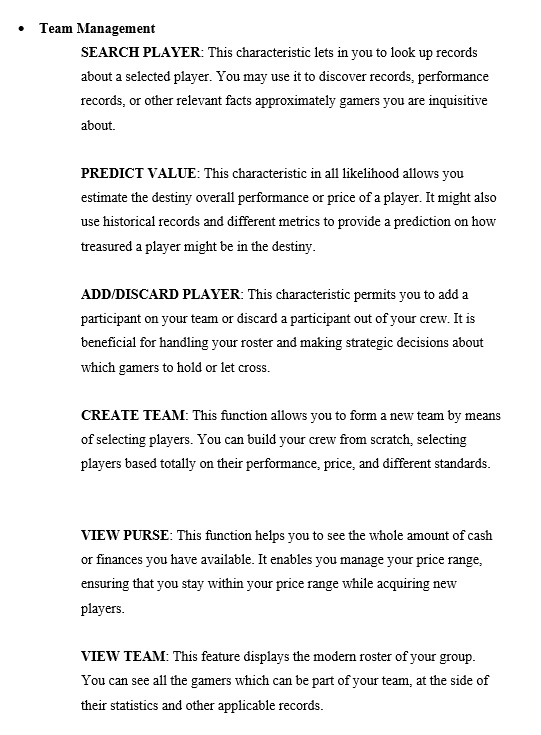 • Team Management
SEARCH PLAYER: This characteristic lets in you to look up records
about a selected player. You may use it to discover records, performance
records, or other relevant facts approximately gamers you are inquisitive
about.
PREDICT VALUE: This characteristic in all likelihood allows you
estimate the destiny overall performance or price of a player. It might also
use historical records and different metrics to provide a prediction on how
treasured a player might be in the destiny.
ADD/DISCARD PLAYER: This characteristic permits you to add a
participant on your team or discard a participant out of your crew. It is
beneficial for handling your roster and making strategic decisions about
which gamers to hold or let cross.
CREATE TEAM: This function allows you to form a new team by means
of selecting players. You can build your crew from scratch, selecting
players based totally on their performance, price, and different standards.
VIEW PURSE: This function helps you to see the whole amount of cash
or finances you have available. It enables you manage your price range,
ensuring that you stay within your price range while acquiring new
players.
VIEW TEAM: This feature displays the modern roster of your group.
You can see all the gamers which can be part of your team, at the side of
their statistics and other applicable records.